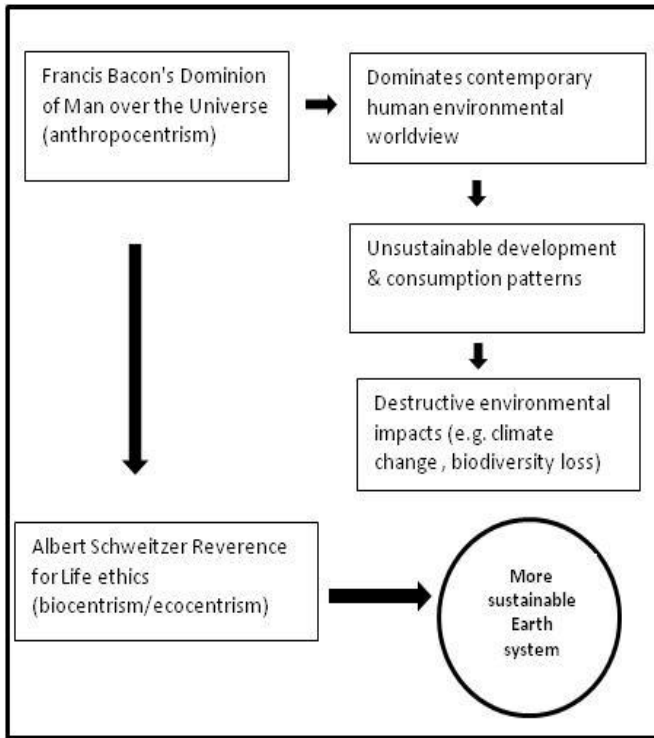 Francis Bacon's Dominion
of Man over the Universe
(anthropocentrism)
Dominates contemporary
human environmental
worldview
Unsustainable development
& consumption patterns
Destructive environmental
impacts (e.g. climate
change , biodiversity loss)
Albert Schweitzer Reverence
for Life ethics
(biocentrism/ecocentrism)
More
sustainable
Earth
system